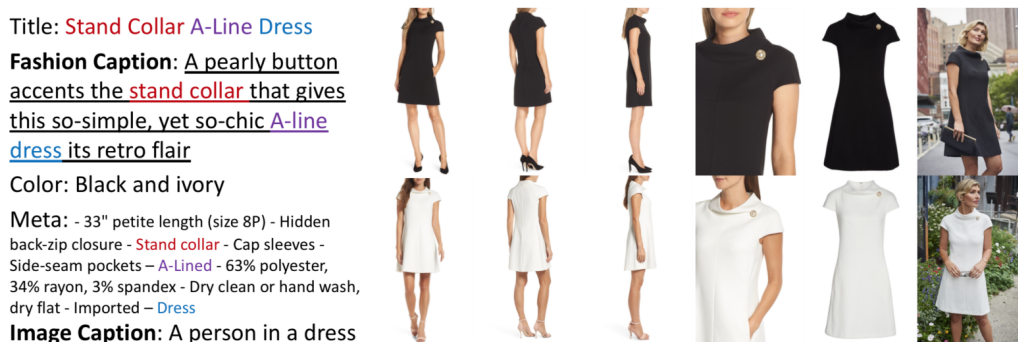 Title: Stand Collar A-Line Dress
Fashion Caption: A pearly button
accents the stand collar that gives
this so-simple, yet so-chic A-line
dress its retro flair
Color: Black and ivory
Meta: - 33" petite length (size 8P) - Hidden
back-zip closure - Stand collar - Cap sleeves -
Side-seam pockets – A-Lined - 63% polyester,
34% rayon, 3% spandex - Dry clean or hand wash,
dry flat - Imported – Dress
Image Caption: A person in a dress